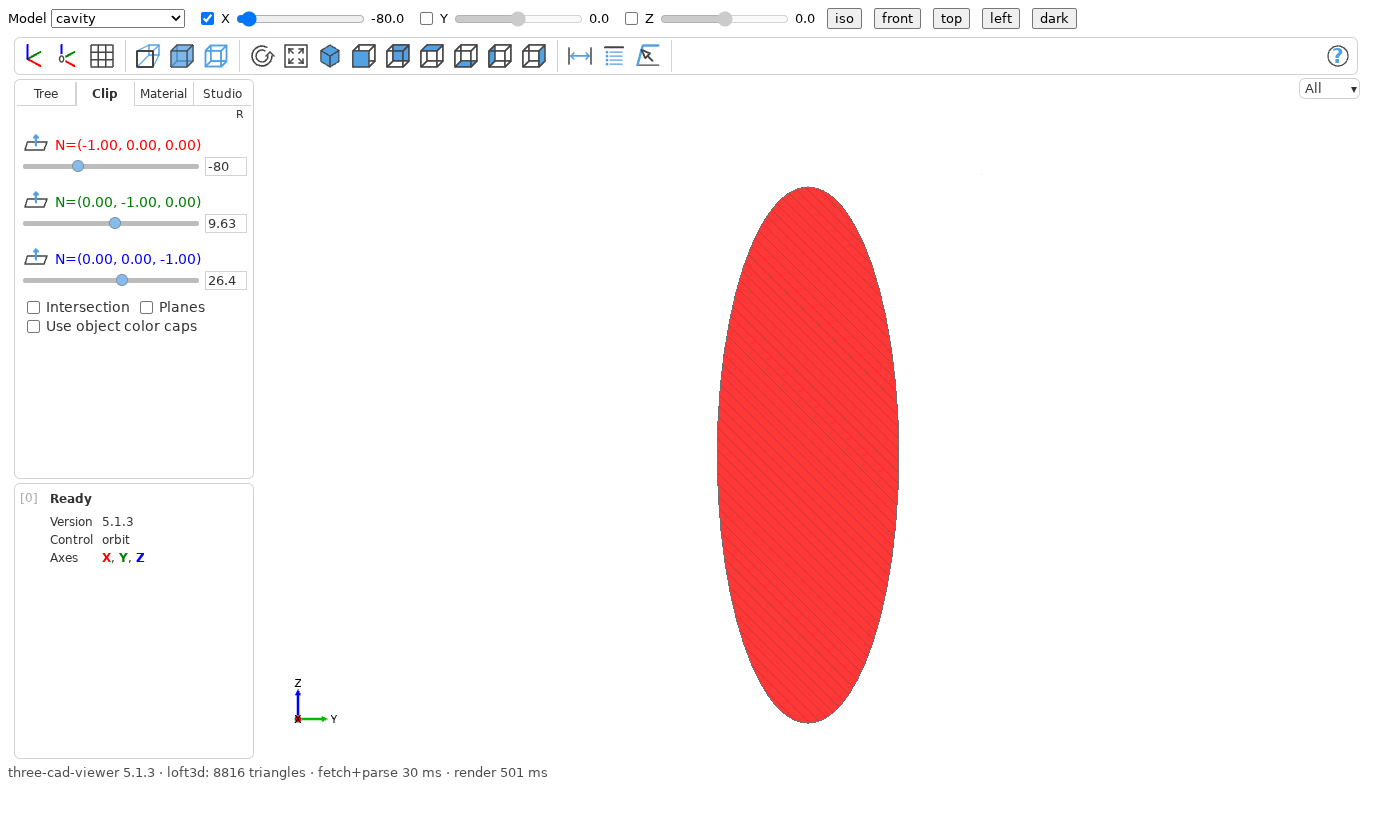 Model cavity X -80.0 Y 0.0 Z 0.0 iso front top left dark
All
Tree Clip Material Studio
R
N=(-1.00, 0.00, 0.00)
-80
N=(0.00, -1.00, 0.00)
9.63
N=(0.00, 0.00, -1.00)
26.4
Intersection Planes
Use object color caps
[0] Ready
Version 5.1.3
Control orbit
Axes X, Y, Z
Z
X Y
three-cad-viewer 5.1.3 · loft3d: 8816 triangles · fetch+parse 30 ms · render 501 ms